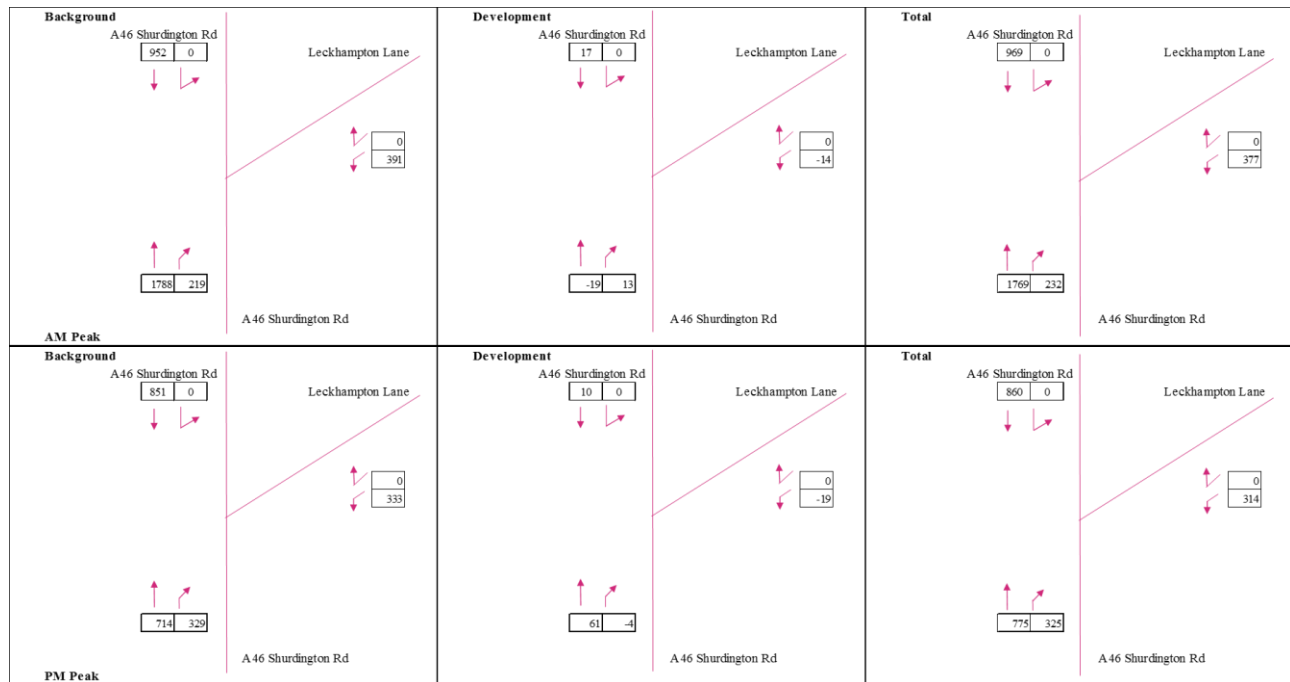 Background
A46 Shurdington Rd
952 0
Leckhampton Lane
0
391
1788 219
A46 Shurdington Rd
AM Peak
Development
A46 Shurdington Rd
17 0
Leckhampton Lane
0
-14
-19 13
A46 Shurdington Rd
Total
A46 Shurdington Rd
969 0
Leckhampton Lane
0
377
1769 232
A46 Shurdington Rd
Background
A46 Shurdington Rd
851 0
Leckhampton Lane
0
333
714 329
A46 Shurdington Rd
PM Peak
Development
A46 Shurdington Rd
10 0
Leckhampton Lane
0
-19
61 -4
A46 Shurdington Rd
Total
A46 Shurdington Rd
860 0
Leckhampton Lane
0
314
775 325
A46 Shurdington Rd